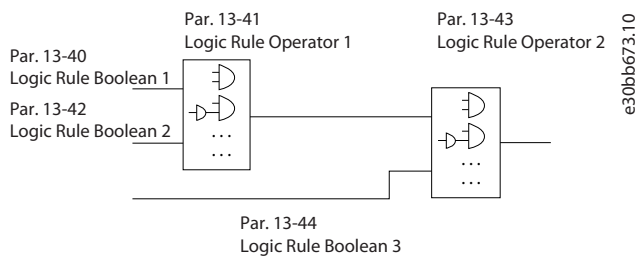 Par. 13-41
Logic Rule Operator 1
Par. 13-43
Logic Rule Operator 2
Par. 13-40
Logic Rule Boolean 1
Par. 13-42
Logic Rule Boolean 2
...
...
...
...
Par. 13-44
Logic Rule Boolean 3
e30bb673.10